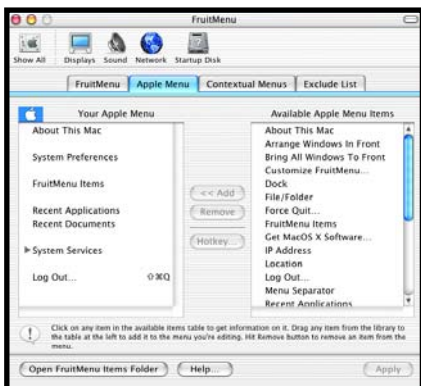 FruitMenu
Show All Displays Sound Network Startup Disk
FruitMenu Apple Menu Contextual Menus Exclude List
Your Apple Menu
About This Mac
System Preferences
FruitMenu Items
Recent Applications
Recent Documents
System Services
Log Out... ⇧⌘Q
<< Add
Remove
Hotkey...
Available Apple Menu Items
About This Mac
Arrange Windows In Front
Bring All Windows To Front
Customize FruitMenu...
Dock
File/Folder
Force Quit...
FruitMenu Items
Get MacOS X Software...
IP Address
Location
Log Out...
Menu Separator
Recent Applications
Click on any item in the available items table to get information on it. Drag any item from the library to
the table at the left to add it to the menu you're editing. Hit Remove button to remove an item from the
menu.
Open FruitMenu Items Folder Help... Apply